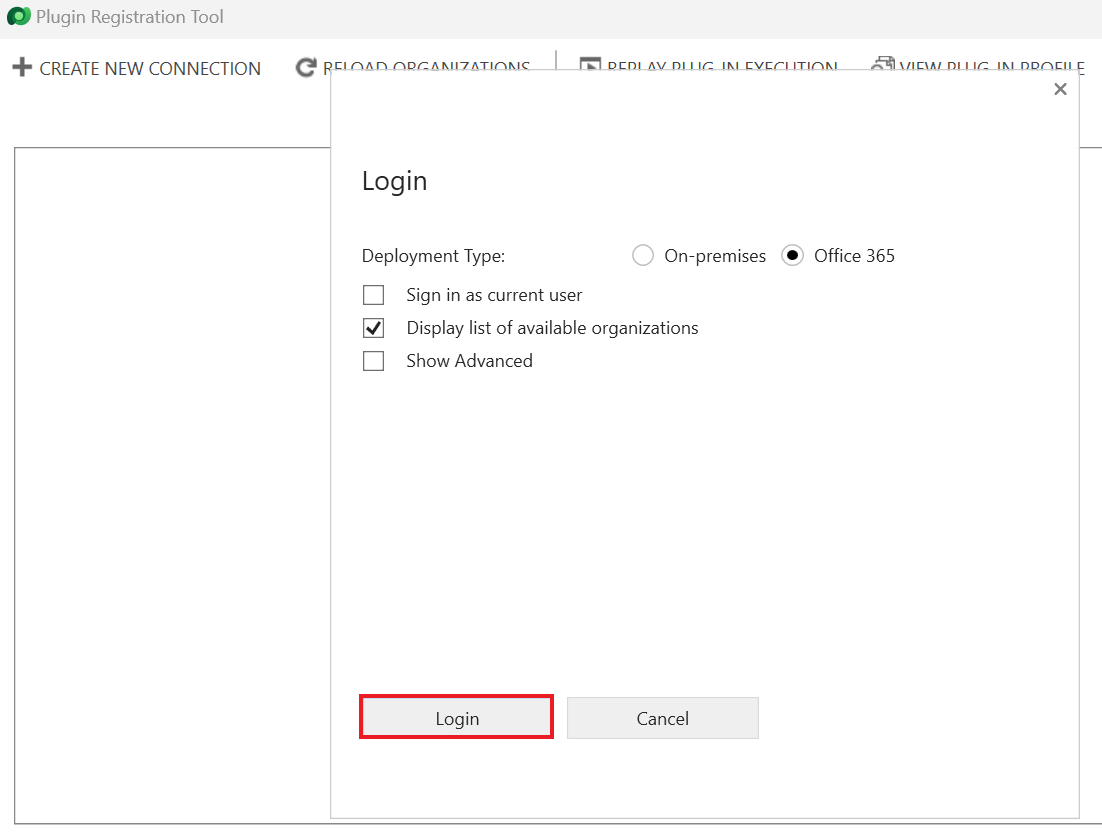 Plugin Registration Tool
CREATE NEW CONNECTION RELOAD ORGANIZATIONS REPLAY PLUG-IN EXECUTION VIEW PLUG-IN PROFILE
Login
Deployment Type: On-premises Office 365
Sign in as current user
Display list of available organizations
Show Advanced
Login Cancel